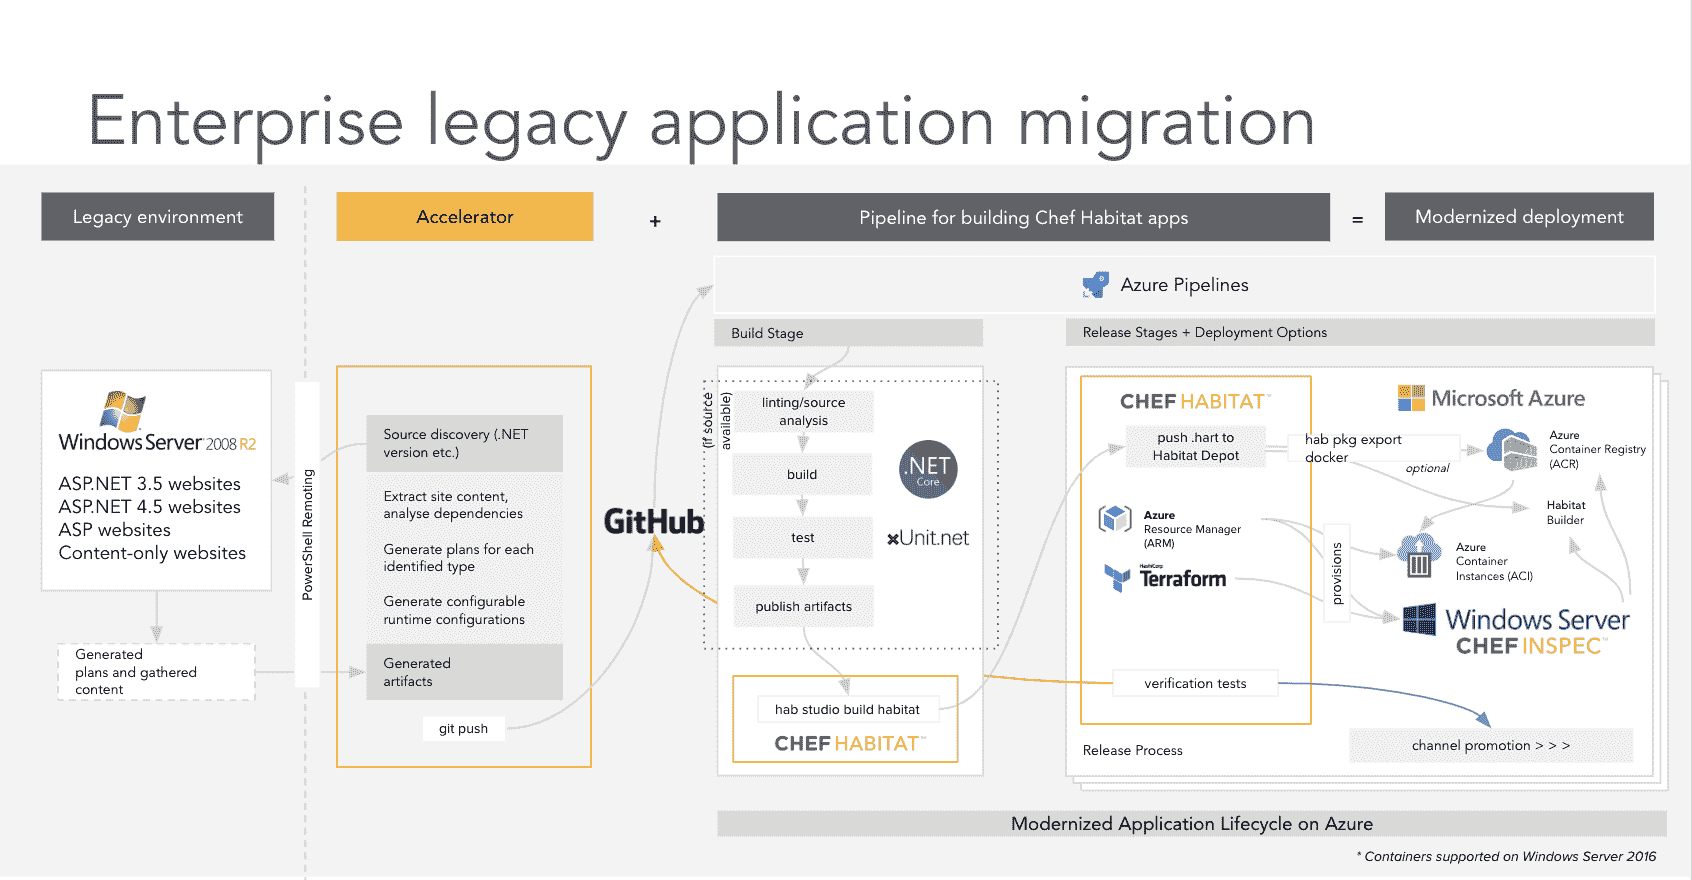 Enterprise legacy application migration
Legacy environment
Accelerator
+
Pipeline for building Chef Habitat apps
=
Modernized deployment
Azure Pipelines
Build Stage
Release Stages + Deployment Options
Windows Server 2008 R2
ASP.NET 3.5 websites
ASP.NET 4.5 websites
ASP websites
Content-only websites
Generated
plans and gathered
content
PowerShell Remoting
Source discovery (.NET
version etc.)
Extract site content,
analyse dependencies
Generate plans for each
identified type
Generate configurable
runtime configurations
Generated
artifacts
git push
GitHub
(if source
available)
linting/source
analysis
build
test
publish artifacts
.NET
Core
xUnit.net
hab studio build habitat
CHEF HABITAT™
CHEF HABITAT™
push .hart to
Habitat Depot
hab pkg export
docker
optional
Microsoft Azure
Azure
Container Registry
(ACR)
Habitat
Builder
Azure
Resource Manager
(ARM)
HashiCorp
Terraform
provisions
Azure
Container
Instances (ACI)
Windows Server
CHEF INSPEC™
verification tests
channel promotion > > >
Release Process
Modernized Application Lifecycle on Azure
* Containers supported on Windows Server 2016